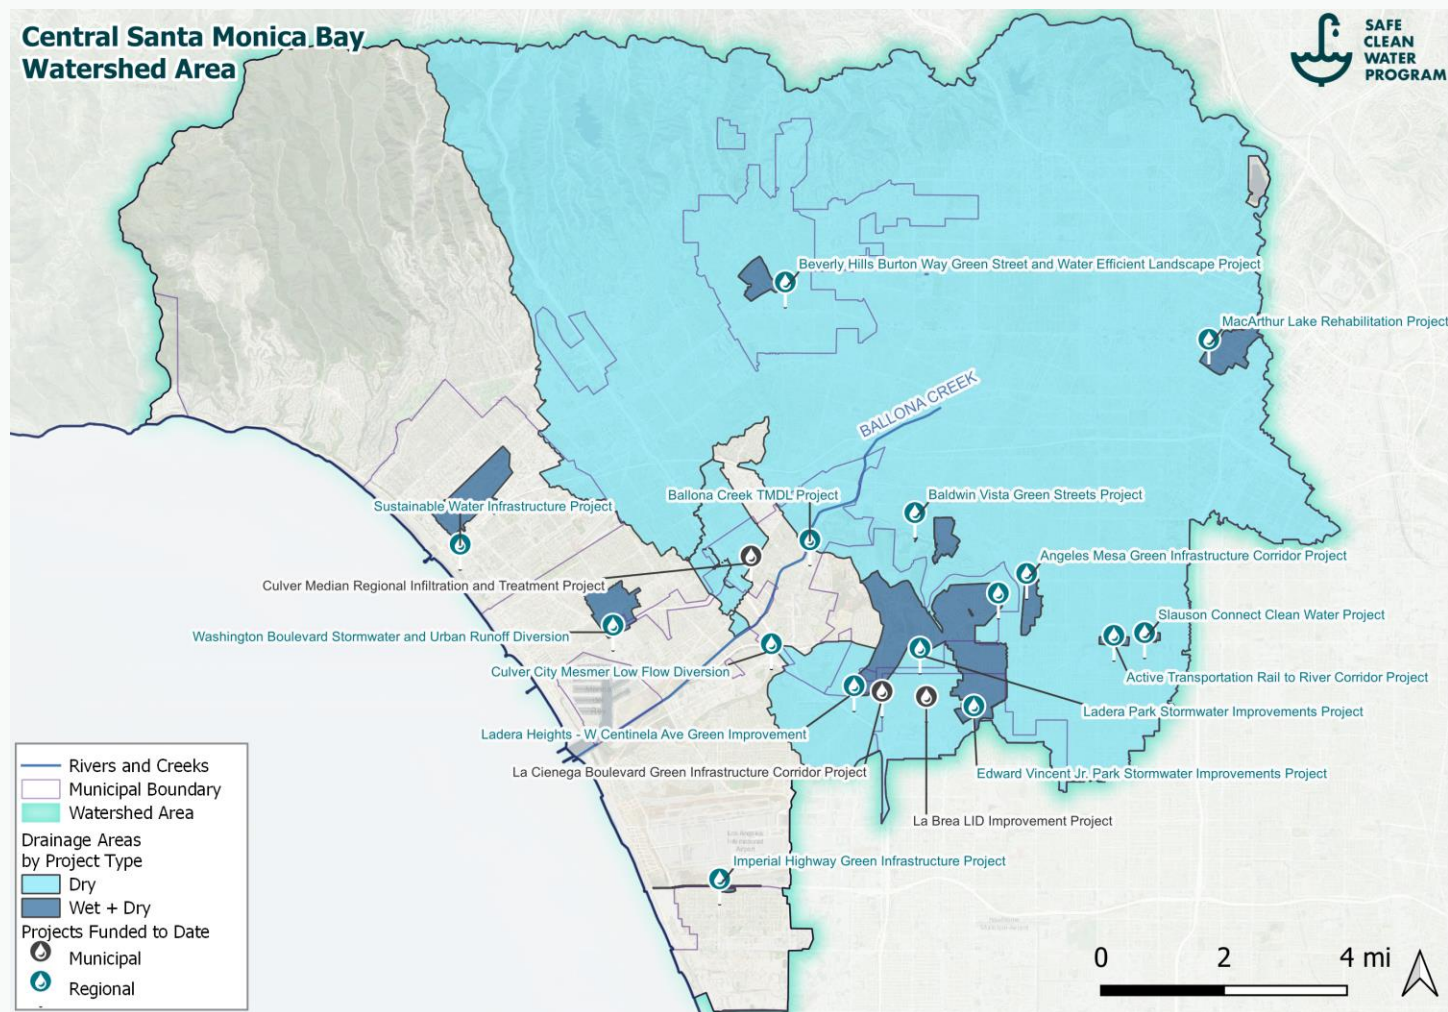 Central Santa Monica Bay
Watershed Area
SAFE
CLEAN
WATER
PROGRAM
Beverly Hills Burton Way Green Street and Water Efficient Landscape Project
MacArthur Lake Rehabilitation Project
BALLONA CREEK
Sustainable Water Infrastructure Project
Ballona Creek TMDL Project
Baldwin Vista Green Streets Project
Angeles Mesa Green Infrastructure Corridor Project
Culver Median Regional Infiltration and Treatment Project
Slauson Connect Clean Water Project
Washington Boulevard Stormwater and Urban Runoff Diversion
Culver City Mesmer Low Flow Diversion
Active Transportation Rail to River Corridor Project
Ladera Park Stormwater Improvements Project
Ladera Heights - W Centinela Ave Green Improvement
La Cienega Boulevard Green Infrastructure Corridor Project
Edward Vincent Jr. Park Stormwater Improvements Project
La Brea LID Improvement Project
Imperial Highway Green Infrastructure Project
Rivers and Creeks
Municipal Boundary
Watershed Area
Drainage Areas
by Project Type
Dry
Wet + Dry
Projects Funded to Date
Municipal
Regional
0 2 4 mi